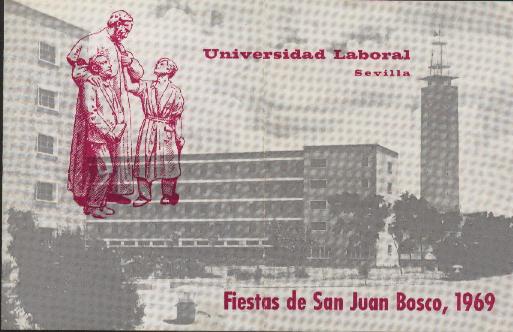 Universidad Laboral
Sevilla
Fiestas de San Juan Bosco, 1969